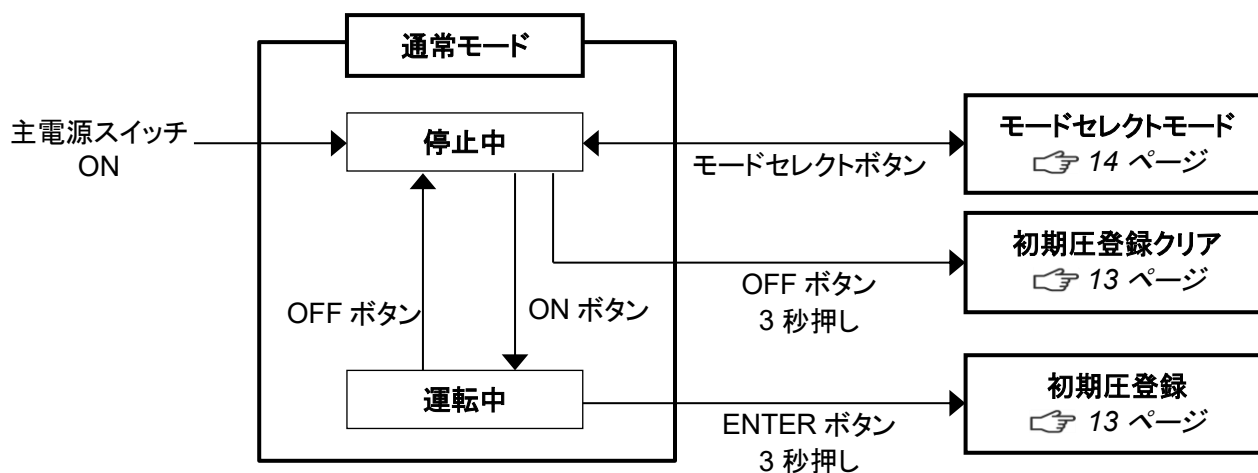 通常モード
主電源スイッチ
ON
停止中
モードセレクトボタン
モードセレクトモード
☞ 14 ページ
初期圧登録クリア
☞ 13 ページ
OFF ボタン
3 秒押し
OFF ボタン
ON ボタン
運転中
ENTER ボタン
3 秒押し
初期圧登録
☞ 13 ページ